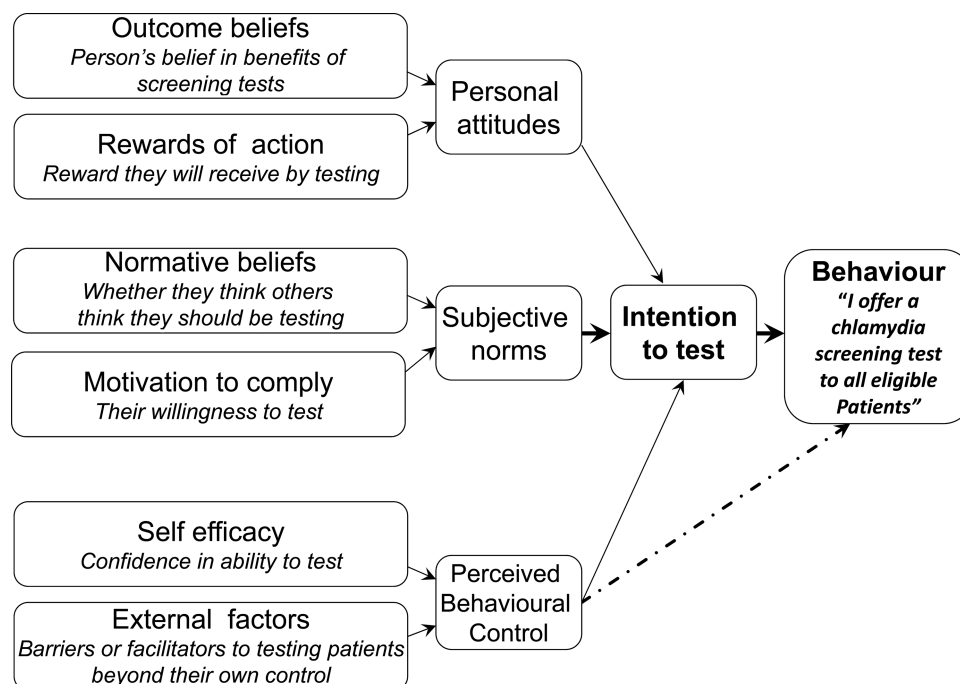 Outcome beliefs
Person's belief in benefits of
screening tests
Rewards of action
Reward they will receive by testing
Personal
attitudes
Normative beliefs
Whether they think others
think they should be testing
Motivation to comply
Their willingness to test
Subjective
norms
Intention
to test
Behaviour
“I offer a
chlamydia
screening test
to all eligible
Patients”
Self efficacy
Confidence in ability to test
External factors
Barriers or facilitators to testing patients
beyond their own control
Perceived
Behavioural
Control